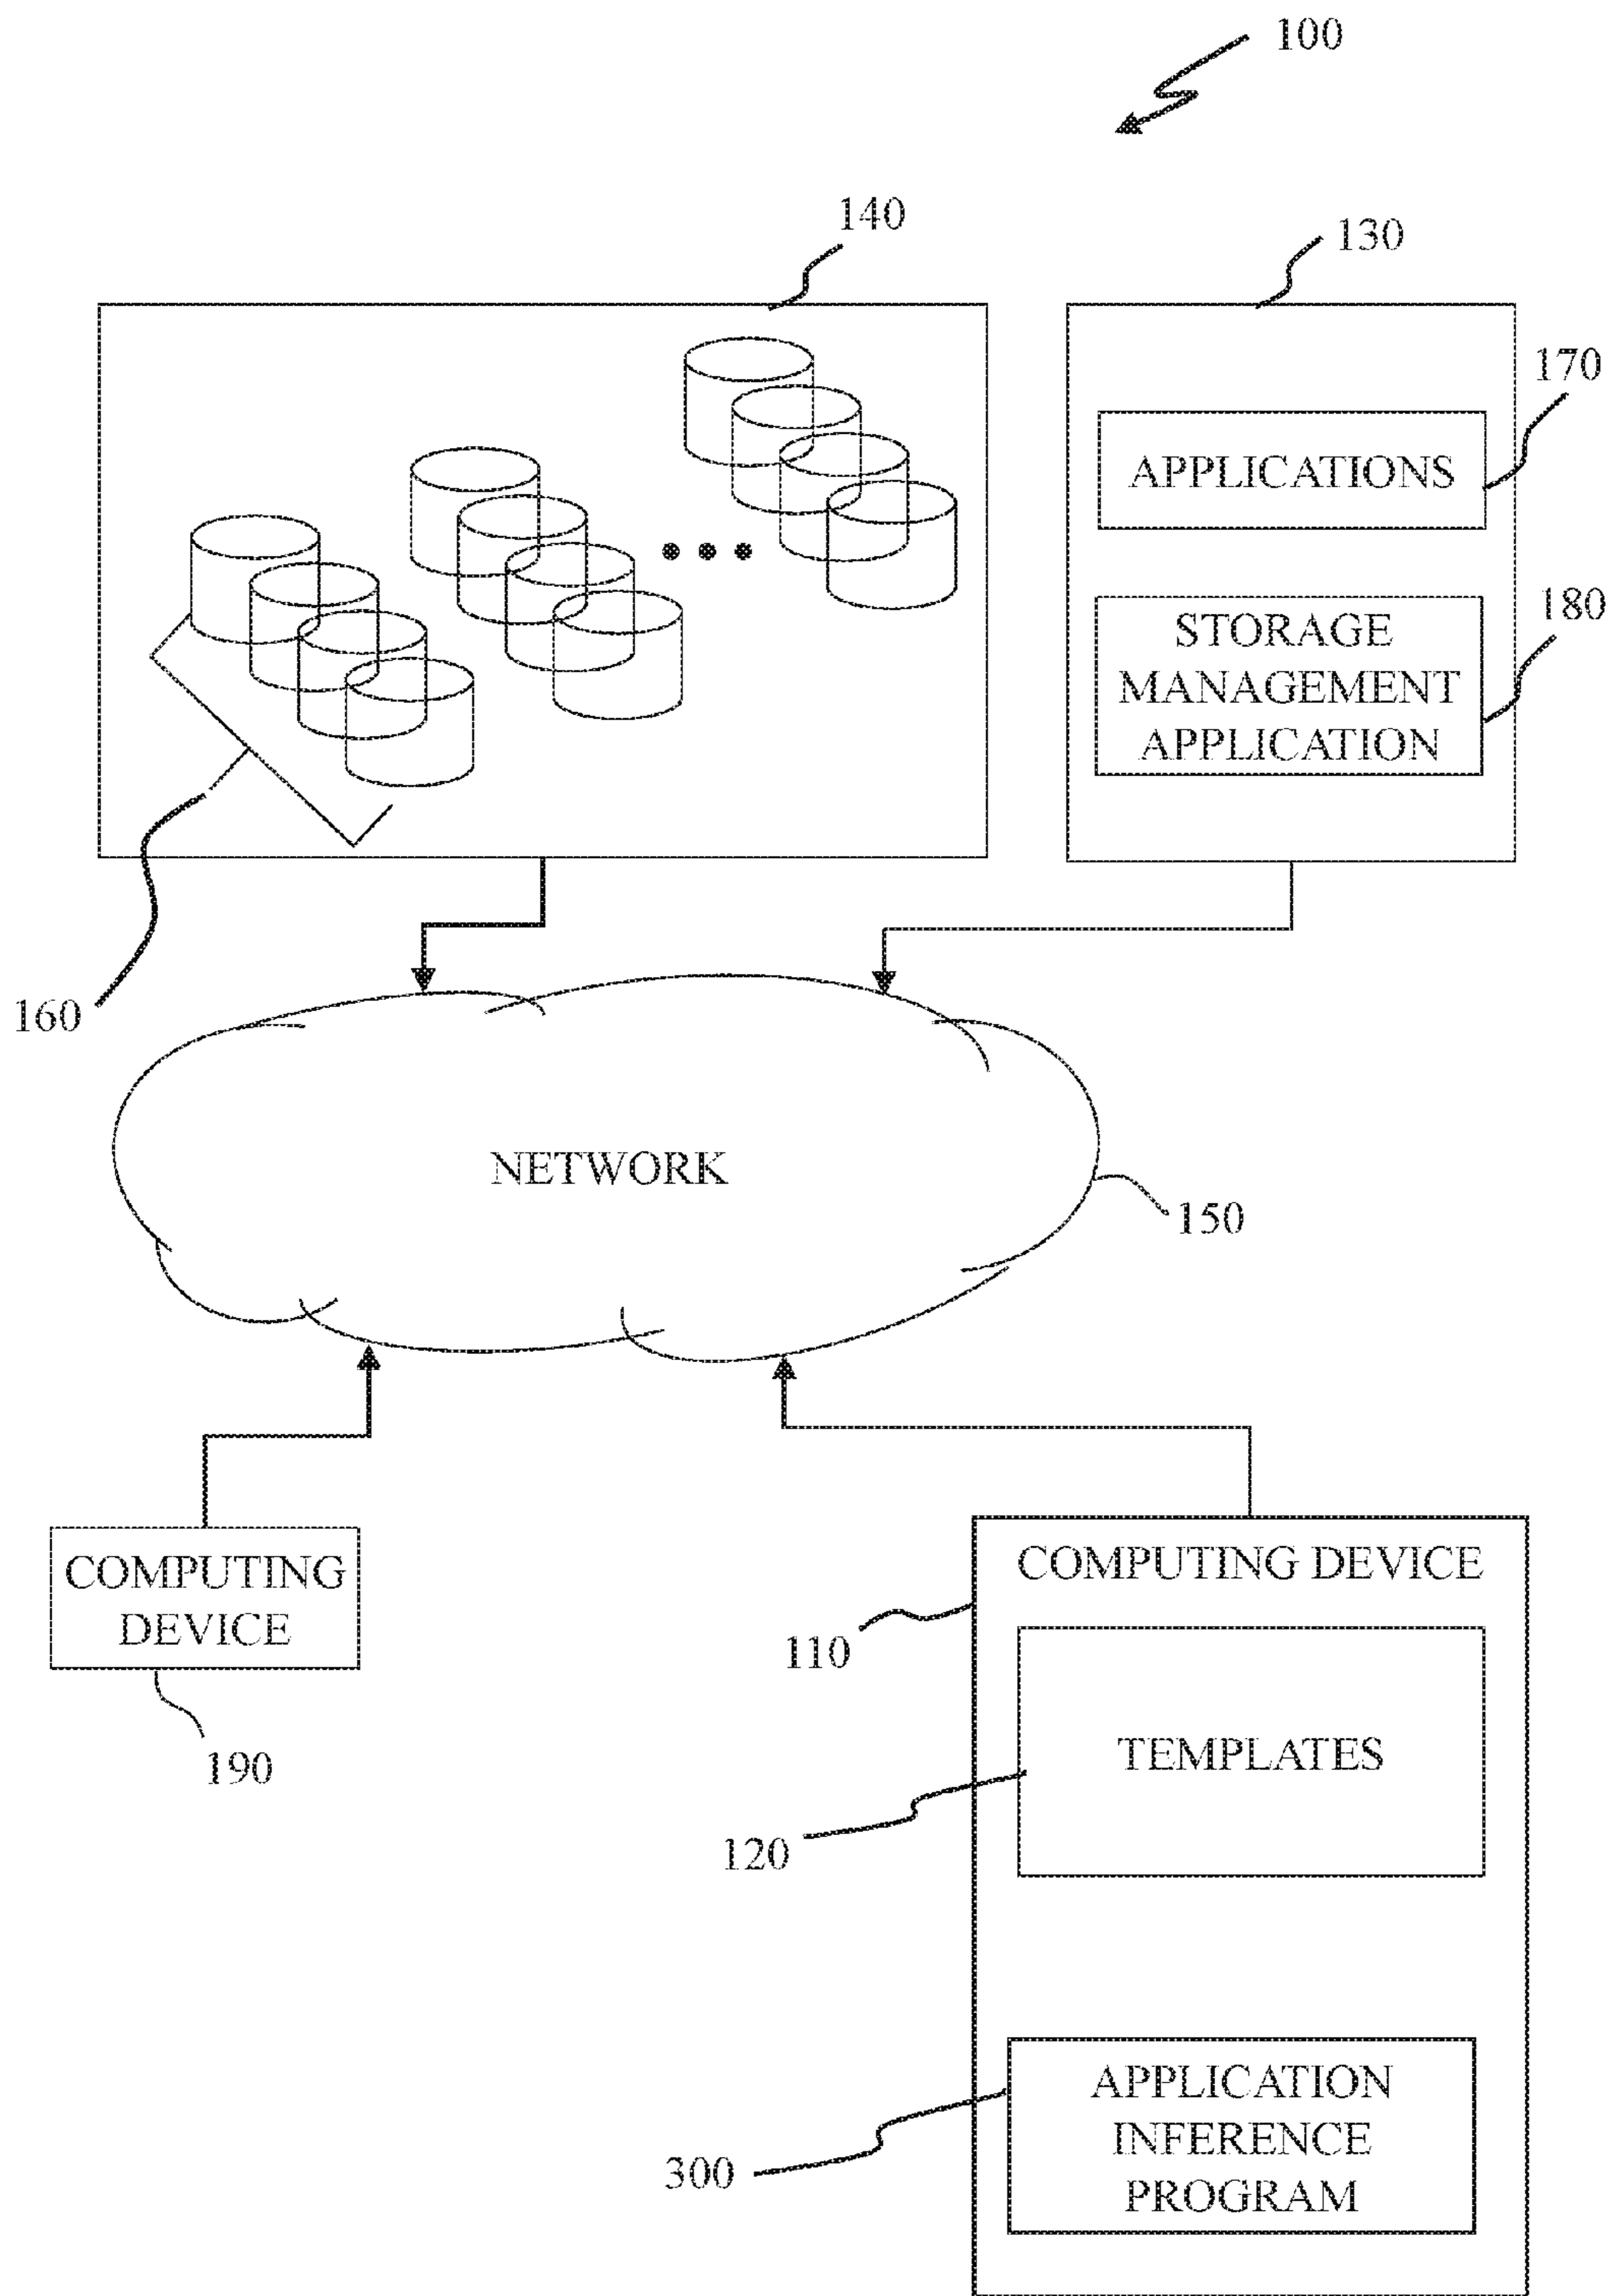 100
140
130
170
APPLICATIONS
180
STORAGE
MANAGEMENT
APPLICATION
160
NETWORK
150
COMPUTING
DEVICE
190
COMPUTING DEVICE
110
TEMPLATES
120
APPLICATION
INFERENCE
PROGRAM
300